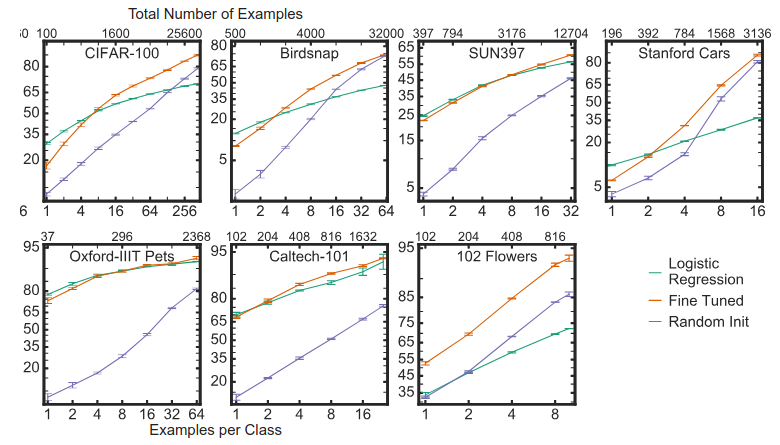 Total Number of Examples
100 1600 25600
500 4000 32000
397 794 3176 12704
196 392 784 1568 3136
CIFAR-100
Birdsnap
SUN397
Stanford Cars
80 65 50 35 20
80 65 50 35 20 5
65 55 45 35 25 15 5
80 65 50 35 20 5
1 4 16 64 256
1 2 4 8 16 32 64
1 2 4 8 16 32
1 2 4 8 16
37 296 2368
102 204 408 816 1632
102 204 408 816
Oxford-IIIT Pets
Caltech-101
102 Flowers
95 80 65 50 35 20
95 80 65 50 35 20
95 85 75 65 55 45 35
1 2 4 8 16 32 64
1 2 4 8 16
1 2 4 8
Examples per Class
Logistic
Regression
Fine Tuned
Random Init